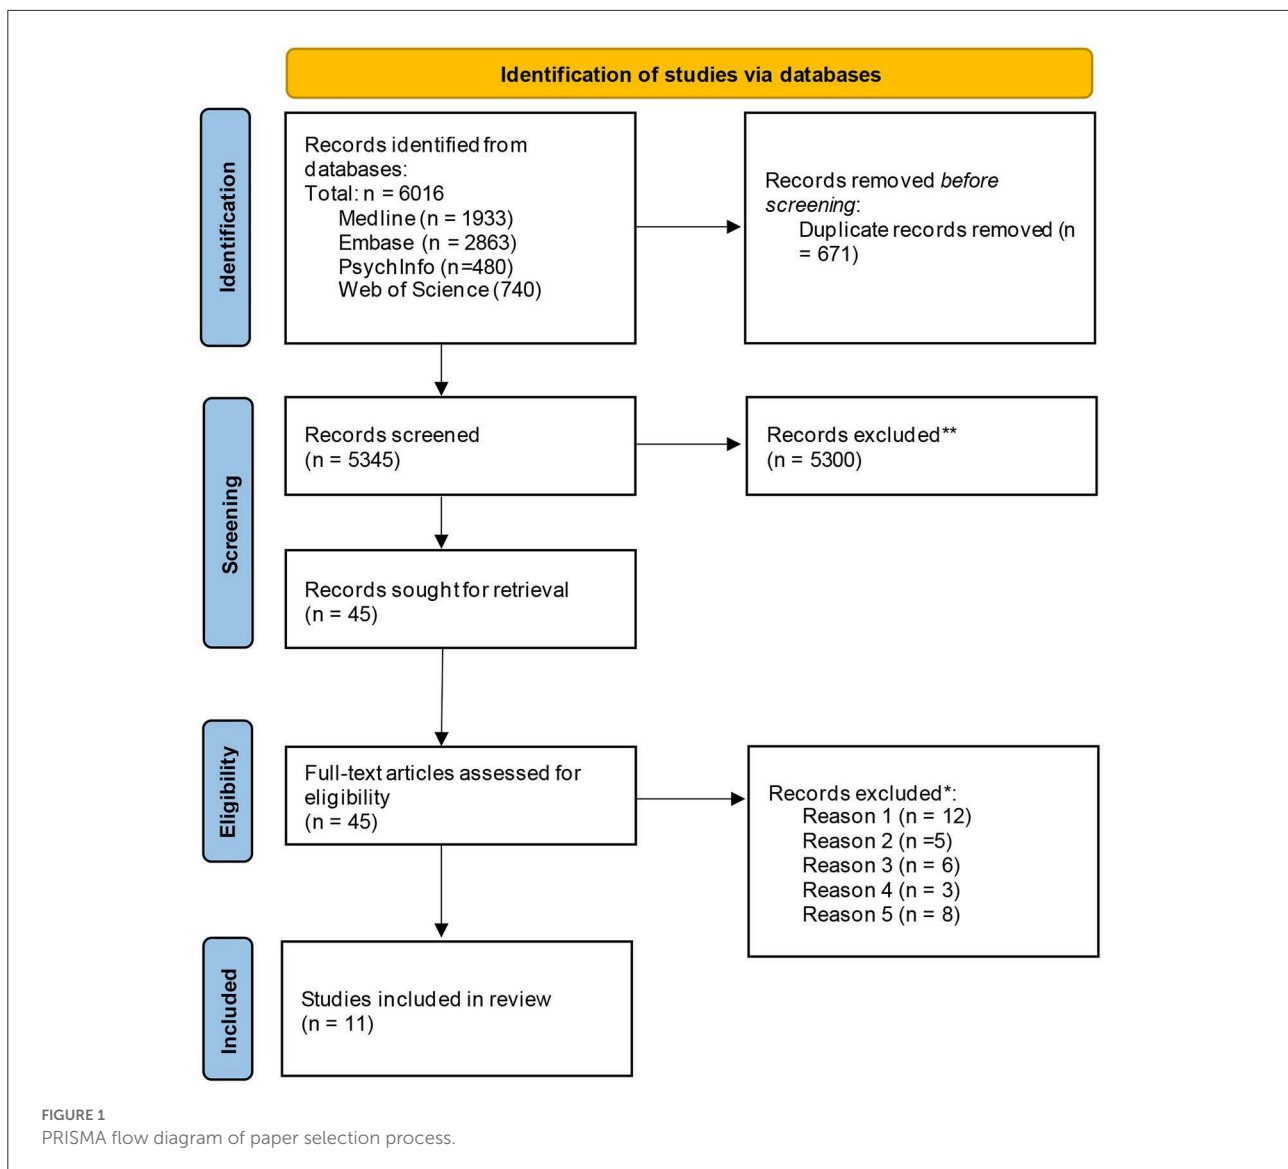 Identification of studies via databases
Identification
Records identified from
databases:
Total: n = 6016
Medline (n = 1933)
Embase (n = 2863)
PsychInfo (n=480)
Web of Science (740)
Records removed before
screening:
Duplicate records removed (n
= 671)
Screening
Records screened
(n = 5345)
Records excluded**
(n = 5300)
Records sought for retrieval
(n = 45)
Eligibility
Full-text articles assessed for
eligibility
(n = 45)
Records excluded*:
Reason 1 (n = 12)
Reason 2 (n =5)
Reason 3 (n = 6)
Reason 4 (n = 3)
Reason 5 (n = 8)
Included
Studies included in review
(n = 11)
FIGURE 1
PRISMA flow diagram of paper selection process.